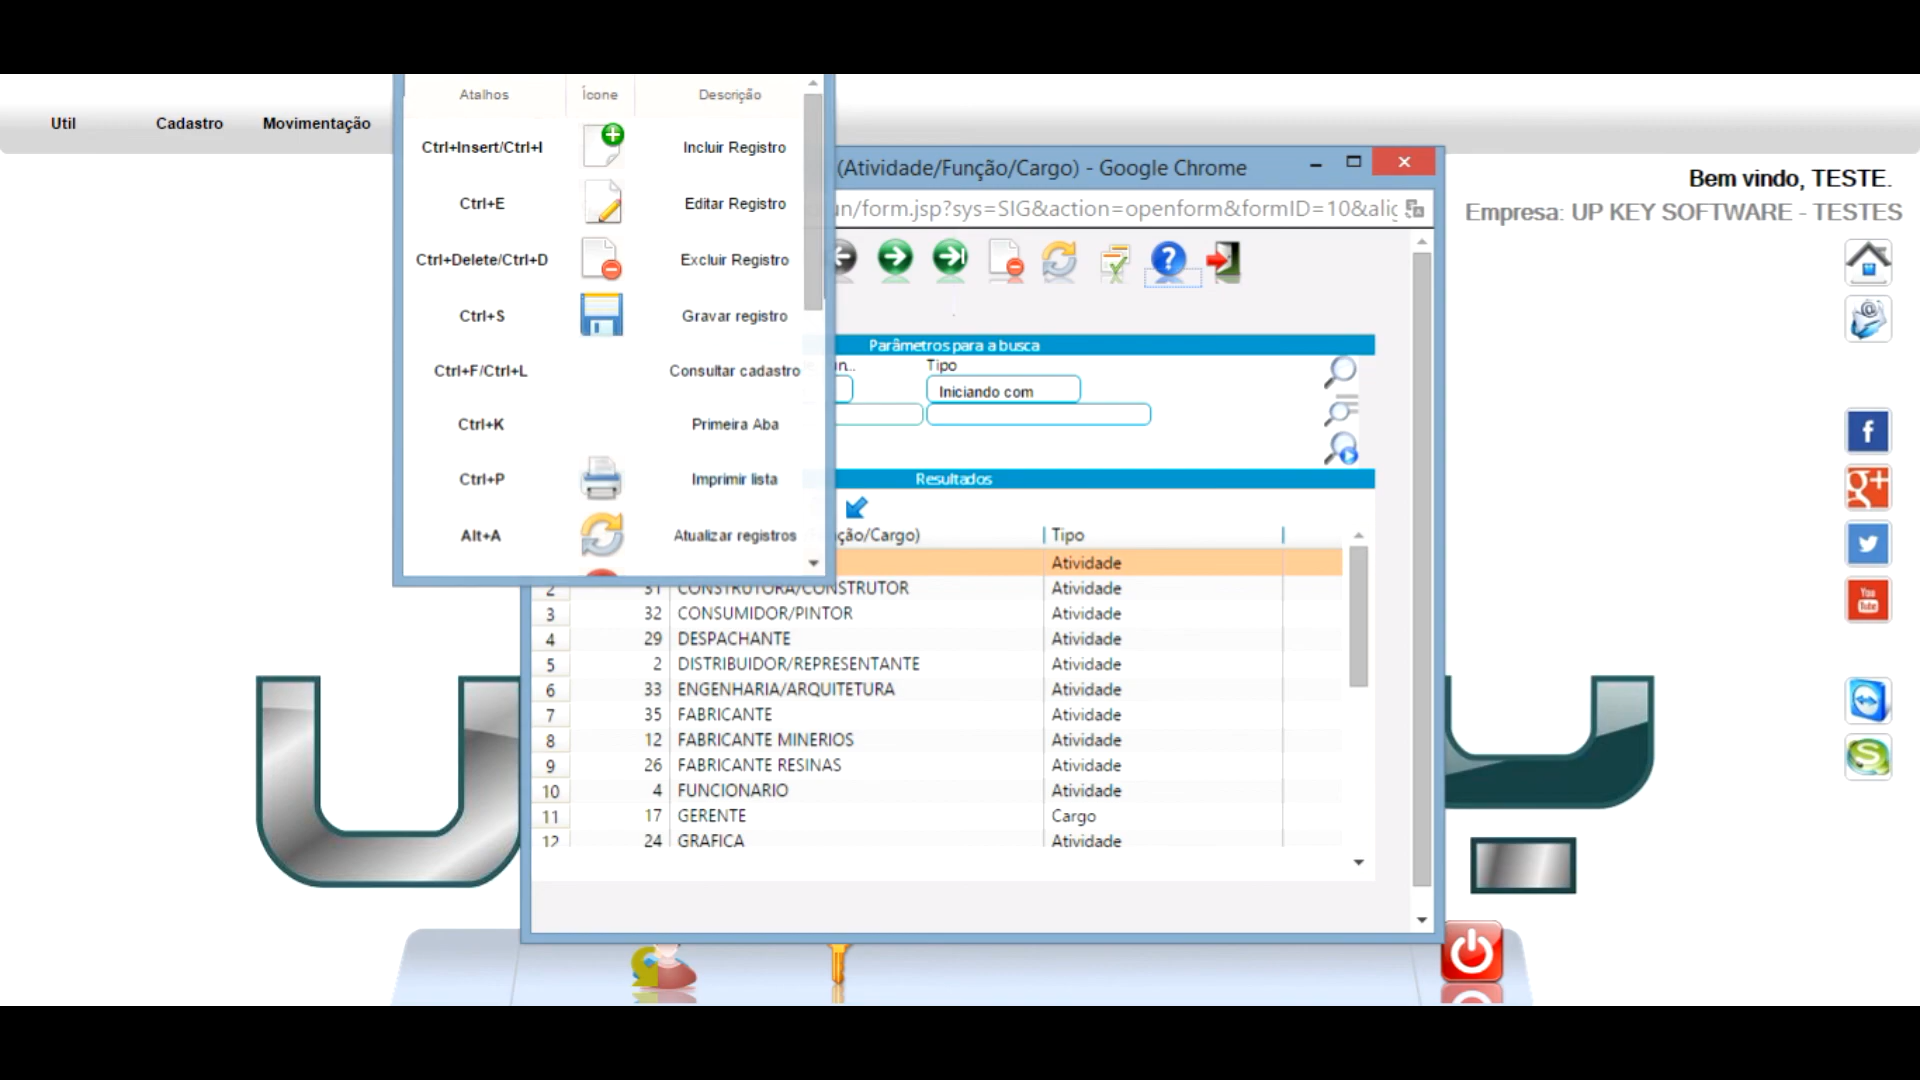 Util Cadastro Movimentação
Bem vindo, TESTE.
Empresa: UP KEY SOFTWARE - TESTES
Atalhos Ícone Descrição
Ctrl+Insert/Ctrl+I Incluir Registro
Ctrl+E Editar Registro
Ctrl+Delete/Ctrl+D Excluir Registro
Ctrl+S Gravar registro
Ctrl+F/Ctrl+L Consultar cadastro
Ctrl+K Primeira Aba
Ctrl+P Imprimir lista
Alt+A Atualizar registros
(Atividade/Função/Cargo) - Google Chrome
un/form.jsp?sys=SIG&action=openform&formID=10&alig
Parâmetros para a busca
Tipo
Iniciando com
Resultados
ção/Cargo) Tipo
Atividade
2 31 CONSTRUTORA/CONSTRUTOR Atividade
3 32 CONSUMIDOR/PINTOR Atividade
4 29 DESPACHANTE Atividade
5 2 DISTRIBUIDOR/REPRESENTANTE Atividade
6 33 ENGENHARIA/ARQUITETURA Atividade
7 35 FABRICANTE Atividade
8 12 FABRICANTE MINERIOS Atividade
9 26 FABRICANTE RESINAS Atividade
10 4 FUNCIONARIO Atividade
11 17 GERENTE Cargo
12 24 GRAFICA Atividade
f
g+
You
Tube
S